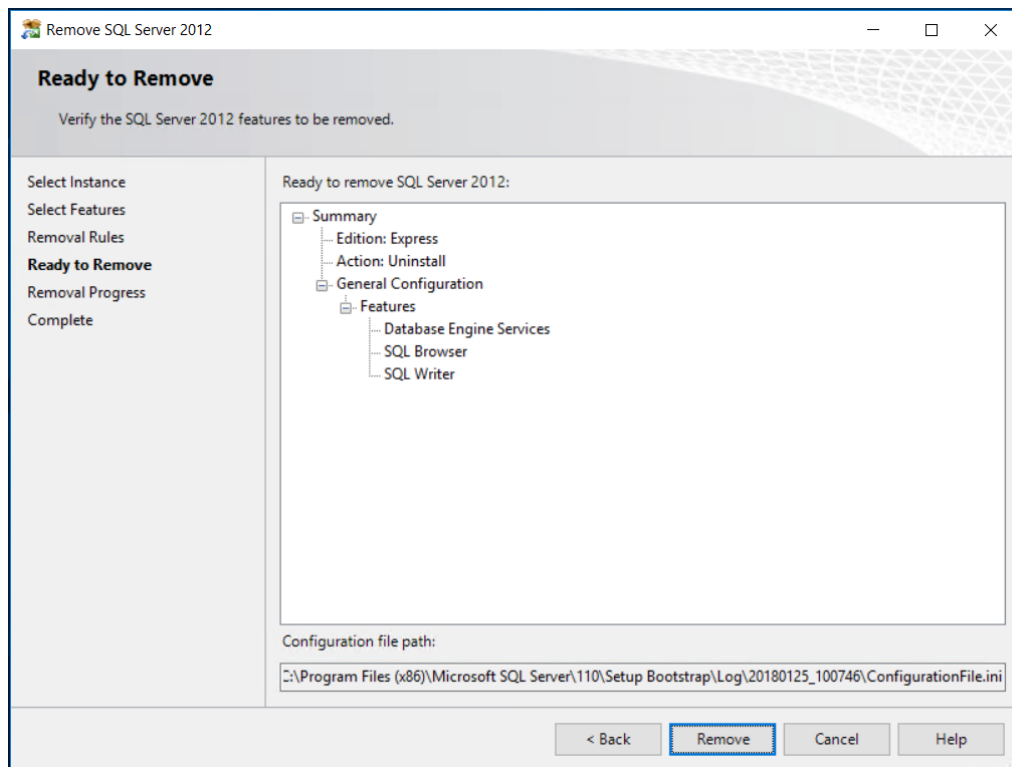 Remove SQL Server 2012
Ready to Remove
Verify the SQL Server 2012 features to be removed.
Select Instance
Select Features
Removal Rules
Ready to Remove
Removal Progress
Complete
Ready to remove SQL Server 2012:
Summary
Edition: Express
Action: Uninstall
General Configuration
Features
Database Engine Services
SQL Browser
SQL Writer
Configuration file path:
C:\Program Files (x86)\Microsoft SQL Server\110\Setup Bootstrap\Log\20180125_100746\ConfigurationFile.ini
< Back
Remove
Cancel
Help